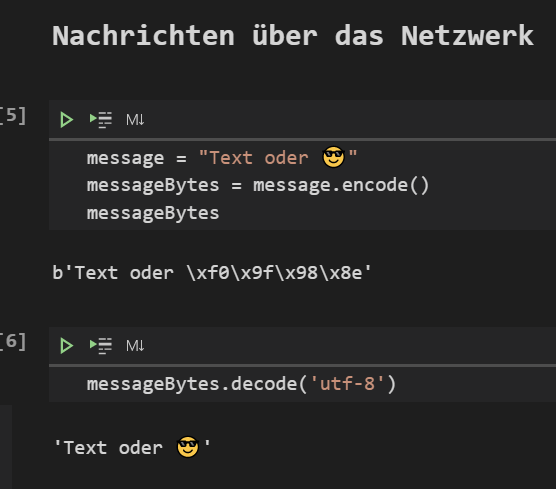 Nachrichten über das Netzwerk
[5]
M↓
message = "Text oder 😎"
messageBytes = message.encode()
messageBytes
b'Text oder \xf0\x9f\x98\x8e'
[6]
M↓
messageBytes.decode('utf-8')
'Text oder 😎'